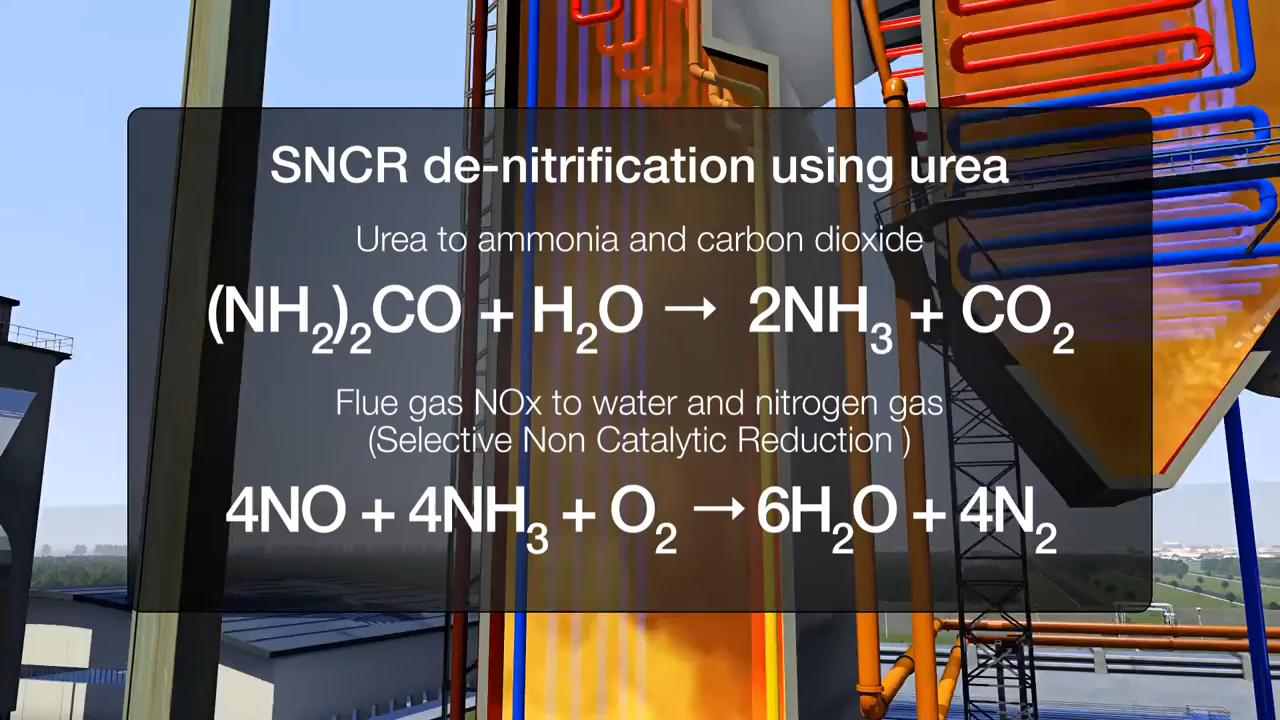 SNCR de-nitrification using urea
Urea to ammonia and carbon dioxide
(NH₂)₂CO + H₂O → 2NH₃ + CO₂
Flue gas NOx to water and nitrogen gas
(Selective Non Catalytic Reduction )
4NO + 4NH₃ + O₂ → 6H₂O + 4N₂